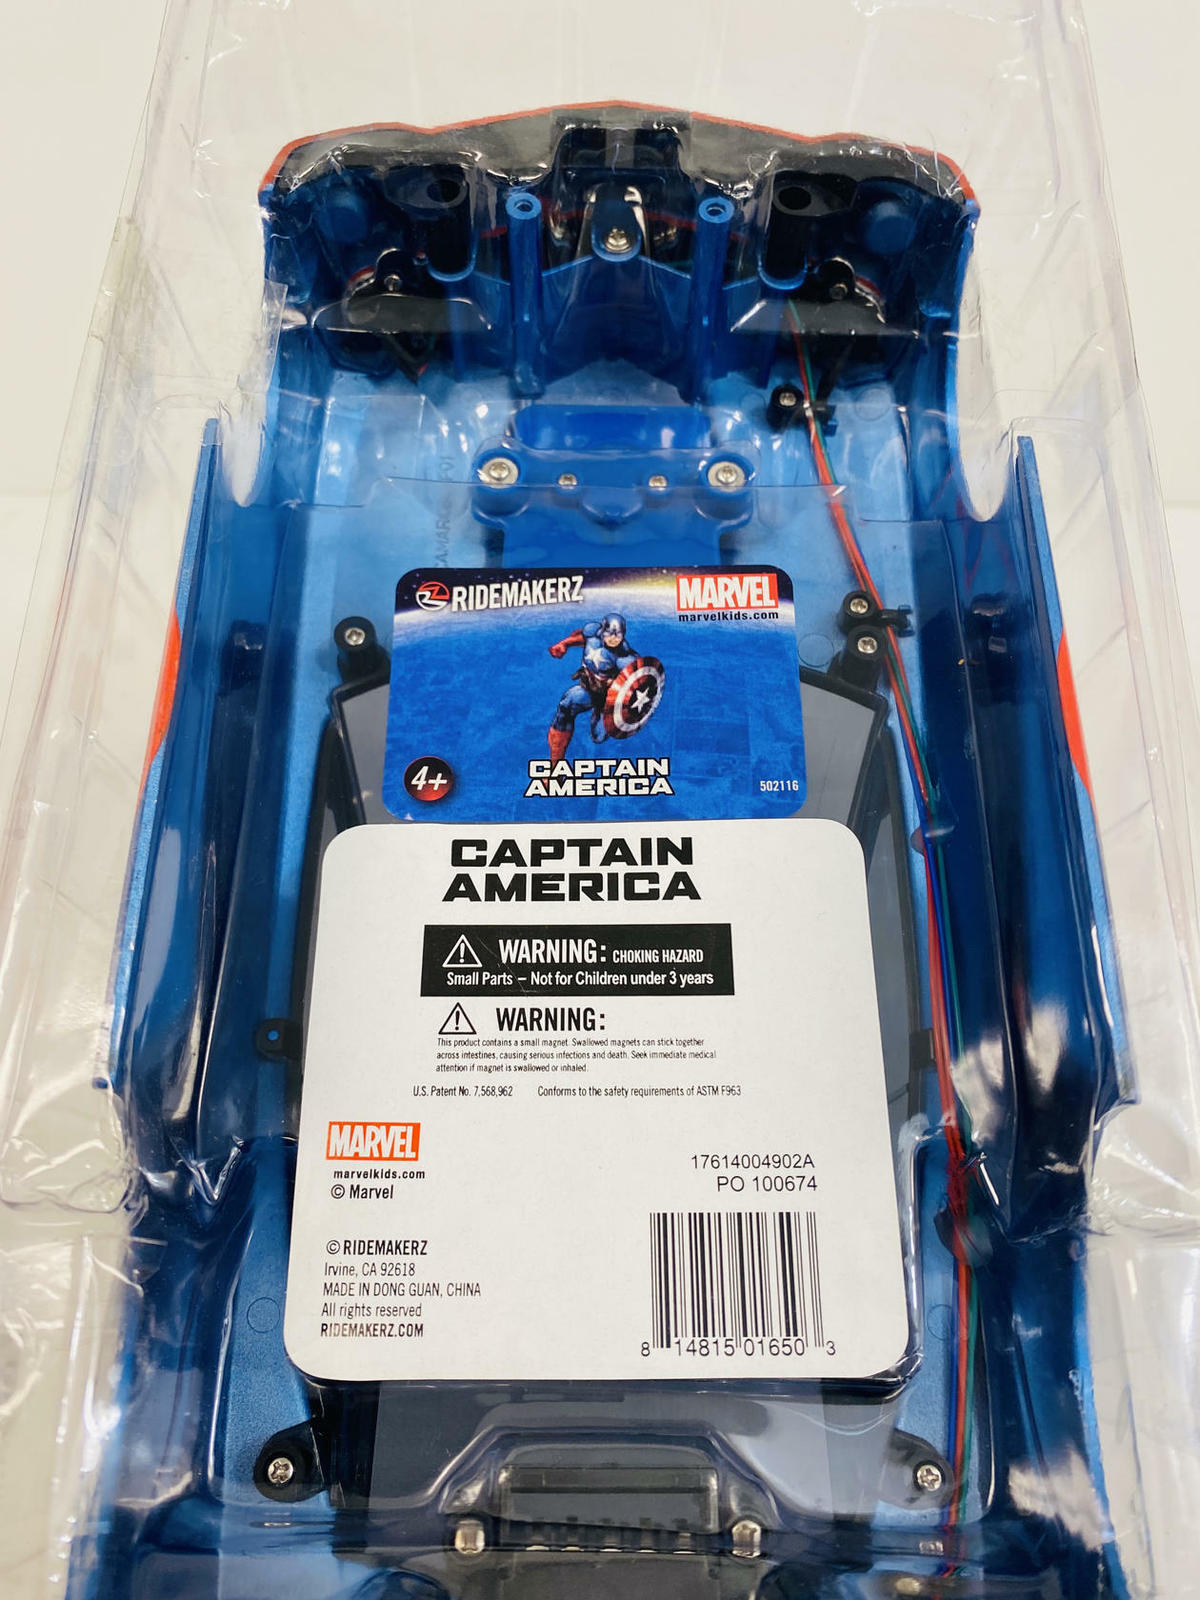 RIDEMAKERZ
MARVEL
marvelkids.com
4+
CAPTAIN
AMERICA
502116
CAPTAIN
AMERICA
WARNING: CHOKING HAZARD
Small Parts – Not for Children under 3 years
WARNING:
This product contains a small magnet. Swallowed magnets can stick together
across intestines, causing serious infections and death. Seek immediate medical
attention if magnet is swallowed or inhaled.
U.S. Patent No. 7,568,962 Conforms to the safety requirements of ASTM F963
MARVEL
marvelkids.com
© Marvel
17614004902A
PO 100674
© RIDEMAKERZ
Irvine, CA 92618
MADE IN DONG GUAN, CHINA
All rights reserved
RIDEMAKERZ.COM
8 14815 01650 3